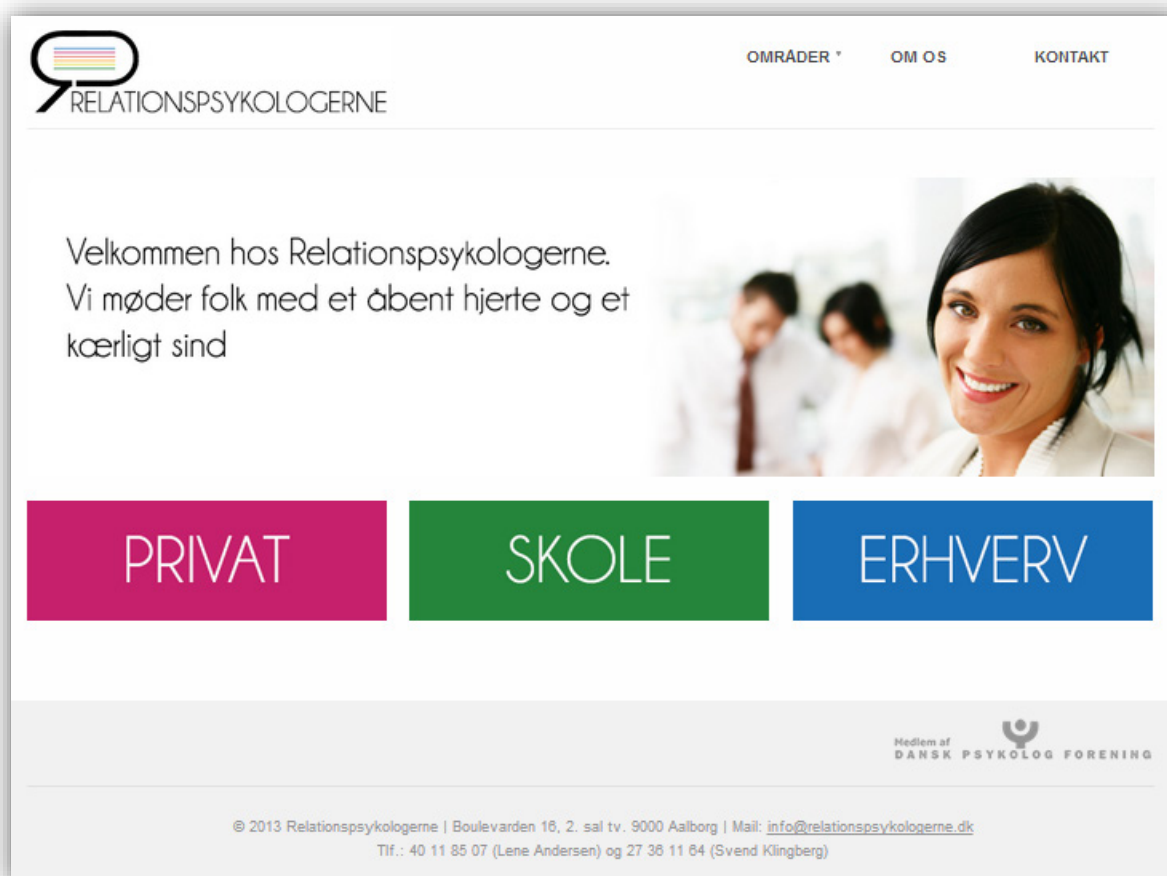 RELATIONSPSYKOLOGERNE
OMRÅDER OM OS KONTAKT
Velkommen hos Relationspsykologerne.
Vi møder folk med et åbent hjerte og et
kærligt sind
PRIVAT SKOLE ERHVERV
Medlem af
DANSK PSYKOLOG FORENING
© 2013 Relationspsykologerne | Boulevarden 16, 2. sal tv. 9000 Aalborg | Mail: info@relationspsykologerne.dk
Tlf.: 40 11 85 07 (Lene Andersen) og 27 36 11 64 (Svend Klingberg)